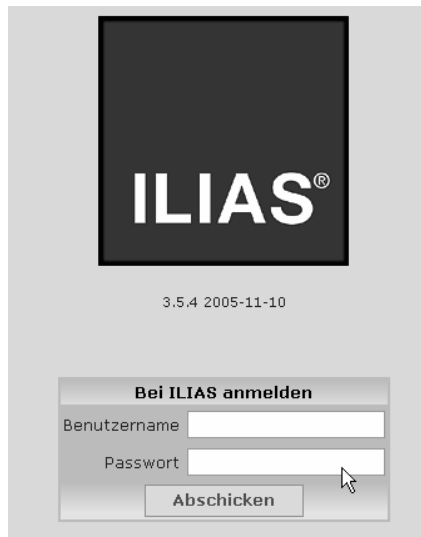 ILIAS®
3.5.4 2005-11-10
Bei ILIAS anmelden
Benutzername
Passwort
Abschicken